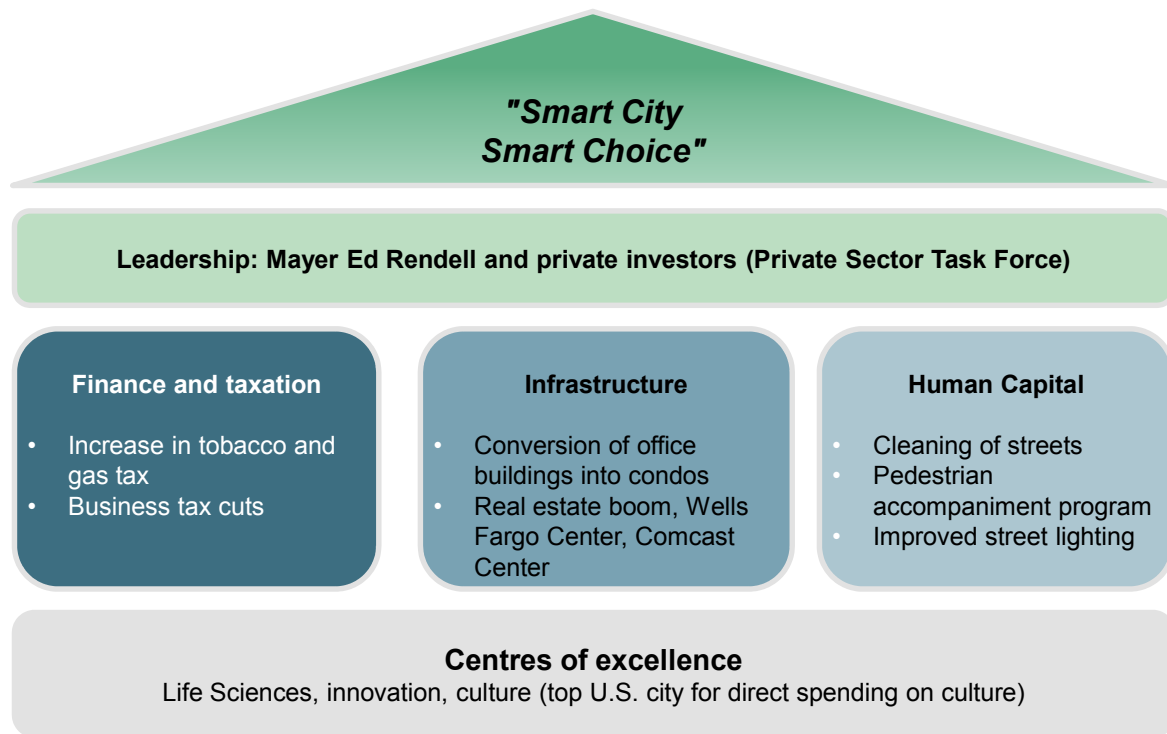 "Smart City
Smart Choice"
Leadership: Mayer Ed Rendell and private investors (Private Sector Task Force)
Finance and taxation
• Increase in tobacco and
gas tax
• Business tax cuts
Infrastructure
• Conversion of office
buildings into condos
• Real estate boom, Wells
Fargo Center, Comcast
Center
Human Capital
• Cleaning of streets
• Pedestrian
accompaniment program
• Improved street lighting
Centres of excellence
Life Sciences, innovation, culture (top U.S. city for direct spending on culture)